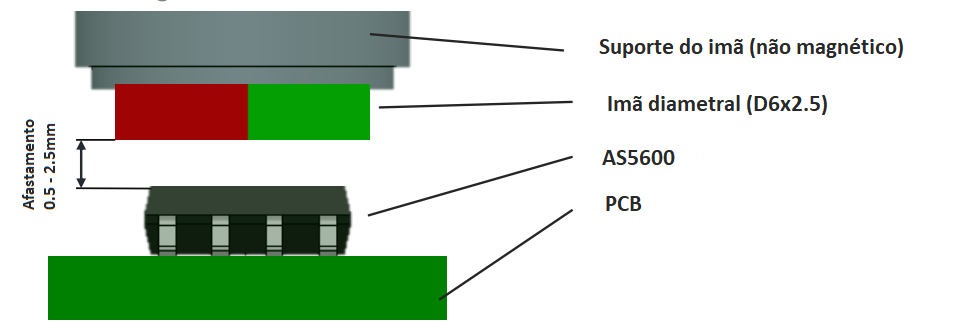 Suporte do imã (não magnético)
Imã diametral (D6x2.5)
AS5600
PCB
Afastamento
0.5 - 2.5mm